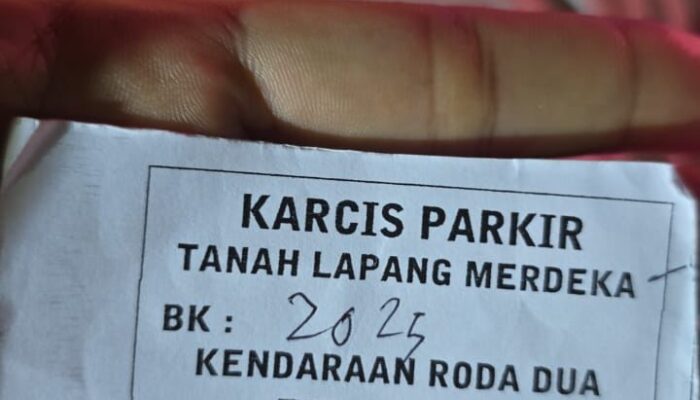 KARCIS PARKIR
TANAH LAPANG MERDEKA
BK : 2025
KENDARAAN RODA DUA